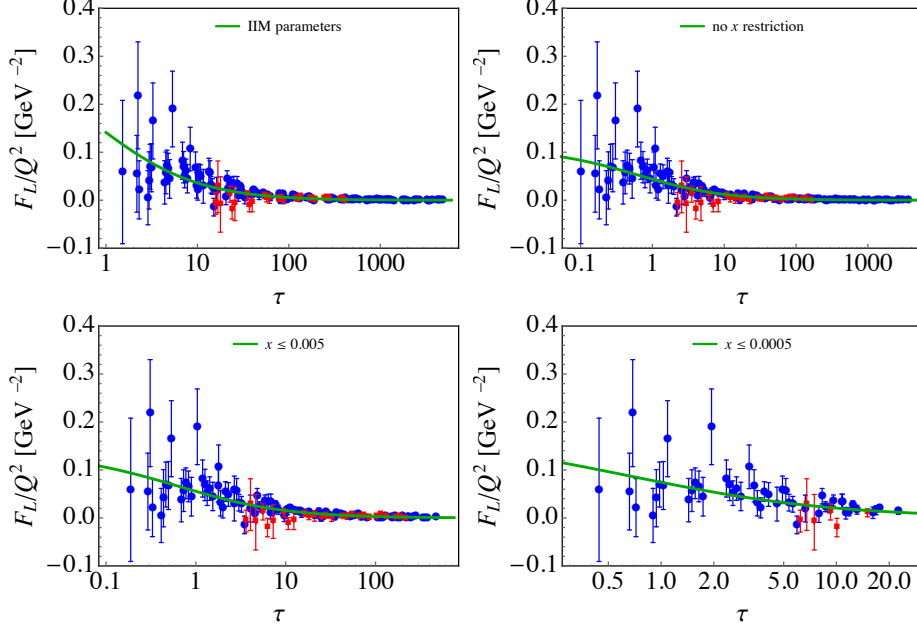 IIM parameters
F_L/Q^2 [GeV^{-2}]
0.4
0.3
0.2
0.1
0.0
−0.1
1 10 100 1000
τ
no x restriction
F_L/Q^2 [GeV^{-2}]
0.4
0.3
0.2
0.1
0.0
−0.1
0.1 1 10 100 1000
τ
x ≤ 0.005
F_L/Q^2 [GeV^{-2}]
0.4
0.3
0.2
0.1
0.0
−0.1
0.1 1 10 100
τ
x ≤ 0.0005
F_L/Q^2 [GeV^{-2}]
0.4
0.3
0.2
0.1
0.0
−0.1
0.5 1.0 2.0 5.0 10.0 20.0
τ